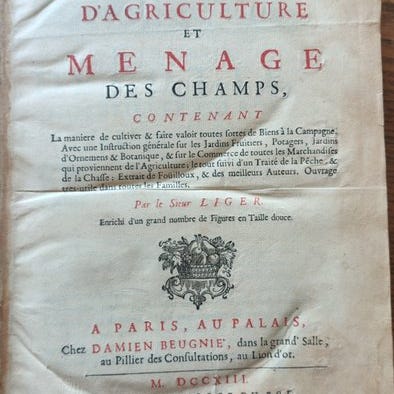 D'AGRICULTURE
ET
MENAGE
DES CHAMPS,
CONTENANT
La maniere de cultiver & faire valoir toutes sortes de Biens à la Campagne;
Avec une Instruction générale sur les Jardins Fruitiers, Potagers, Jardins
d'Ornemens & Botanique, & sur le Commerce de toutes les Marchandises
qui proviennent de l'Agriculture; le tout suivi d'un Traité de la Pêche, &
de la Chasse: Extrait de Fouilloux, & des meilleurs Auteurs. Ouvrage
tres-utile dans toutes les Familles.
Par le Sieur LIGER.
Enrichi d'un grand nombre de Figures en Taille douce.
A PARIS, AU PALAIS,
Chez DAMIEN BEUGNIE', dans la grand' Salle,
au Pillier des Consultations, au Lion d'or.
M. DCCXIII.